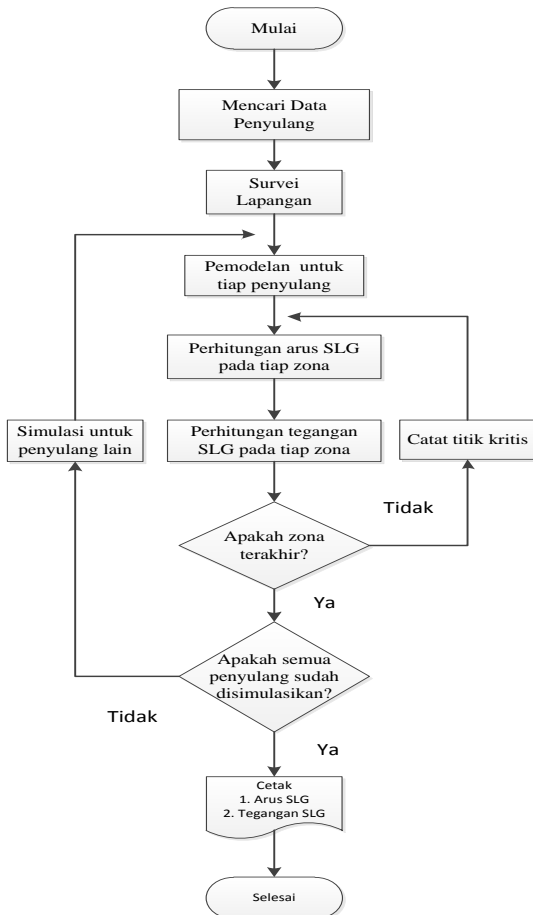 Mulai
Mencari Data
Penyulang
Survei
Lapangan
Pemodelan untuk
tiap penyulang
Perhitungan arus SLG
pada tiap zona
Simulasi untuk
penyulang lain
Perhitungan tegangan
SLG pada tiap zona
Catat titik kritis
Tidak
Apakah zona
terakhir?
Ya
Apakah semua
penyulang sudah
disimulasikan?
Tidak
Ya
Cetak
1. Arus SLG
2. Tegangan SLG
Selesai